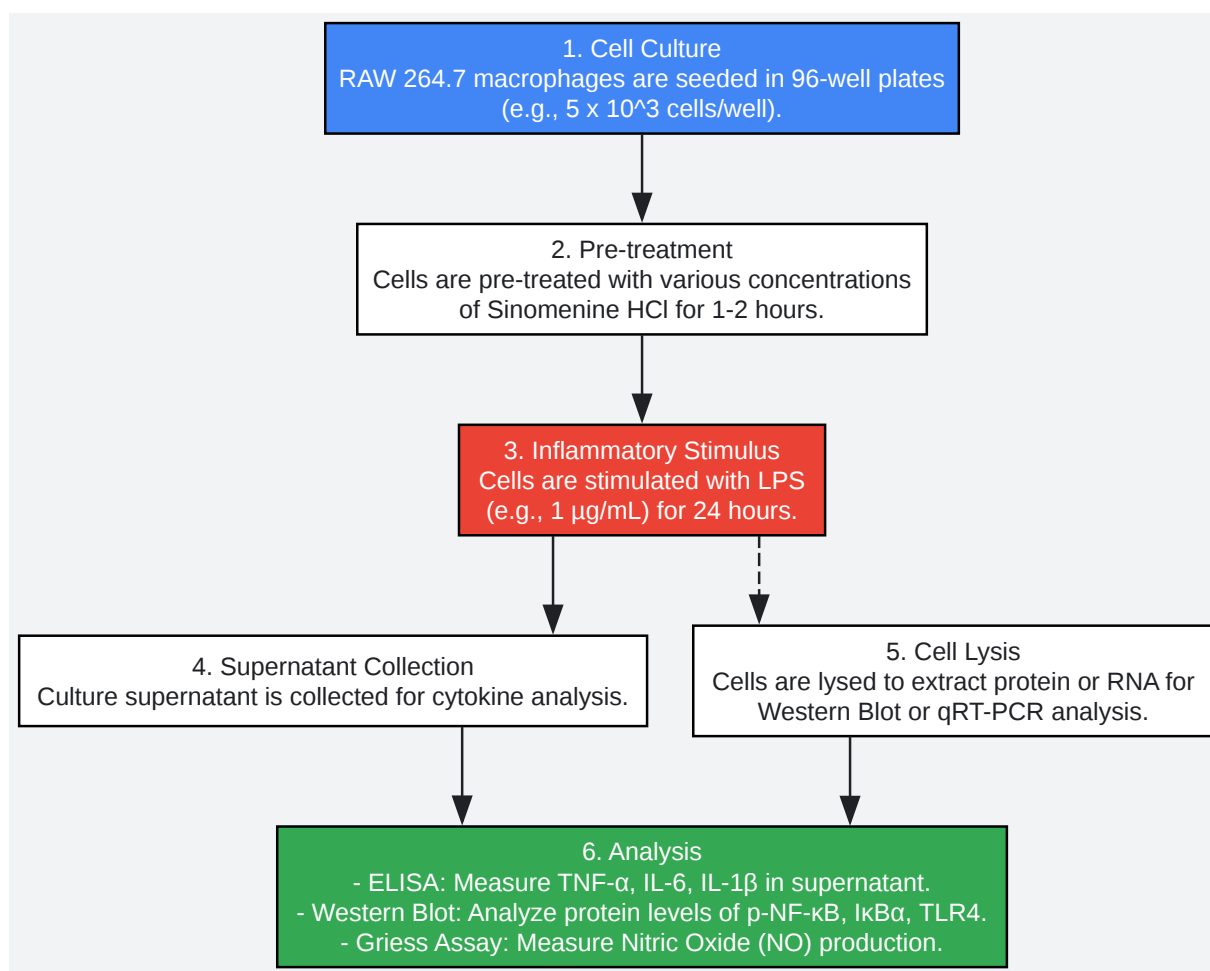 1. Cell Culture
RAW 264.7 macrophages are seeded in 96-well plates
(e.g., 5 x 10^3 cells/well).
2. Pre-treatment
Cells are pre-treated with various concentrations
of Sinomenine HCl for 1-2 hours.
3. Inflammatory Stimulus
Cells are stimulated with LPS
(e.g., 1 µg/mL) for 24 hours.
4. Supernatant Collection
Culture supernatant is collected for cytokine analysis.
5. Cell Lysis
Cells are lysed to extract protein or RNA for
Western Blot or qRT-PCR analysis.
6. Analysis
- ELISA: Measure TNF-α, IL-6, IL-1β in supernatant.
- Western Blot: Analyze protein levels of p-NF-κB, IκBα, TLR4.
- Griess Assay: Measure Nitric Oxide (NO) production.